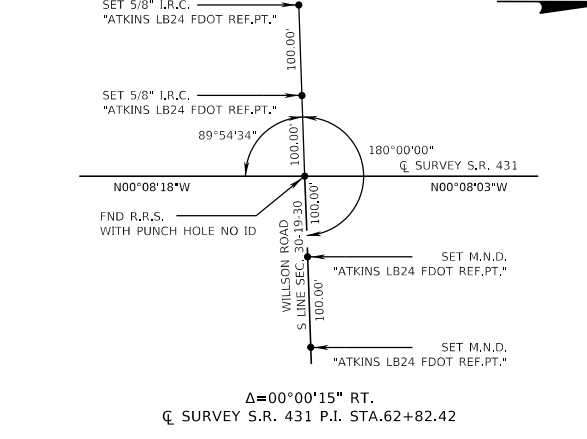 SET 5/8" I.R.C.
"ATKINS LB24 FDOT REF.PT."
100.00'
SET 5/8" I.R.C.
"ATKINS LB24 FDOT REF.PT."
89°54'34"
100.00'
180°00'00"
℄ SURVEY S.R. 431
N00°08'18"W
N00°08'03"W
100.00'
FND R.R.S.
WITH PUNCH HOLE NO ID
WILLSON ROAD
S LINE SEC. 30-19-30
SET M.N.D.
"ATKINS LB24 FDOT REF.PT."
100.00'
SET M.N.D.
"ATKINS LB24 FDOT REF.PT."
Δ=00°00'15" RT.
℄ SURVEY S.R. 431 P.I. STA.62+82.42